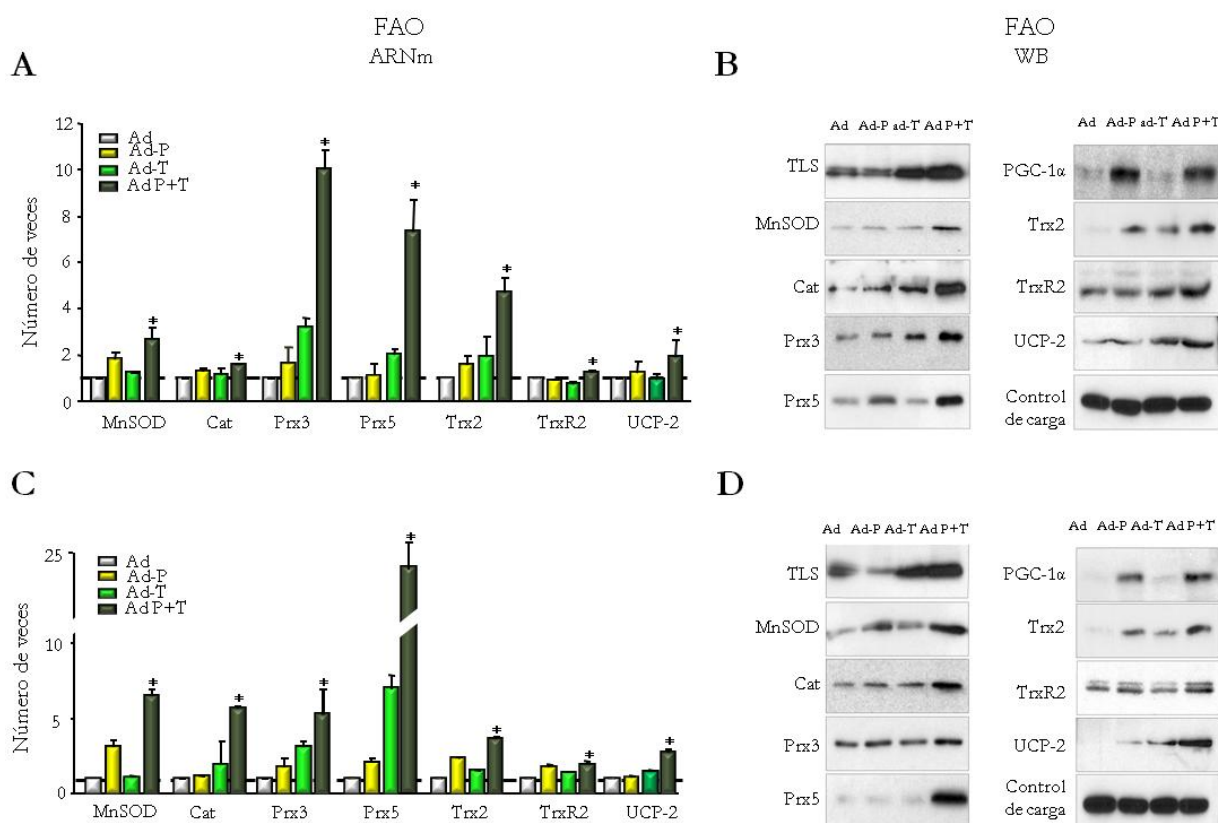 FAO
ARNm
A
Número de veces
12
10
8
6
4
2
0
Ad
Ad-P
Ad-T
Ad P+T
ǂ ǂ ǂ ǂ ǂ ǂ ǂ
MnSOD Cat Prx3 Prx5 Trx2 TrxR2 UCP-2
FAO
WB
B
Ad Ad-P ad-T Ad P+T
TLS
MnSOD
Cat
Prx3
Prx5
Ad Ad-P ad-T Ad P+T
PGC-1α
Trx2
TrxR2
UCP-2
Control
de carga
C
Número de veces
25
10
5
0
Ad
Ad-P
Ad-T
Ad P+T
ǂ ǂ ǂ ǂ ǂ ǂ ǂ
MnSOD Cat Prx3 Prx5 Trx2 TrxR2 UCP-2
D
Ad Ad-P Ad-T Ad P+T
TLS
MnSOD
Cat
Prx3
Prx5
Ad Ad-P Ad-T Ad P+T
PGC-1α
Trx2
TrxR2
UCP-2
Control
de carga